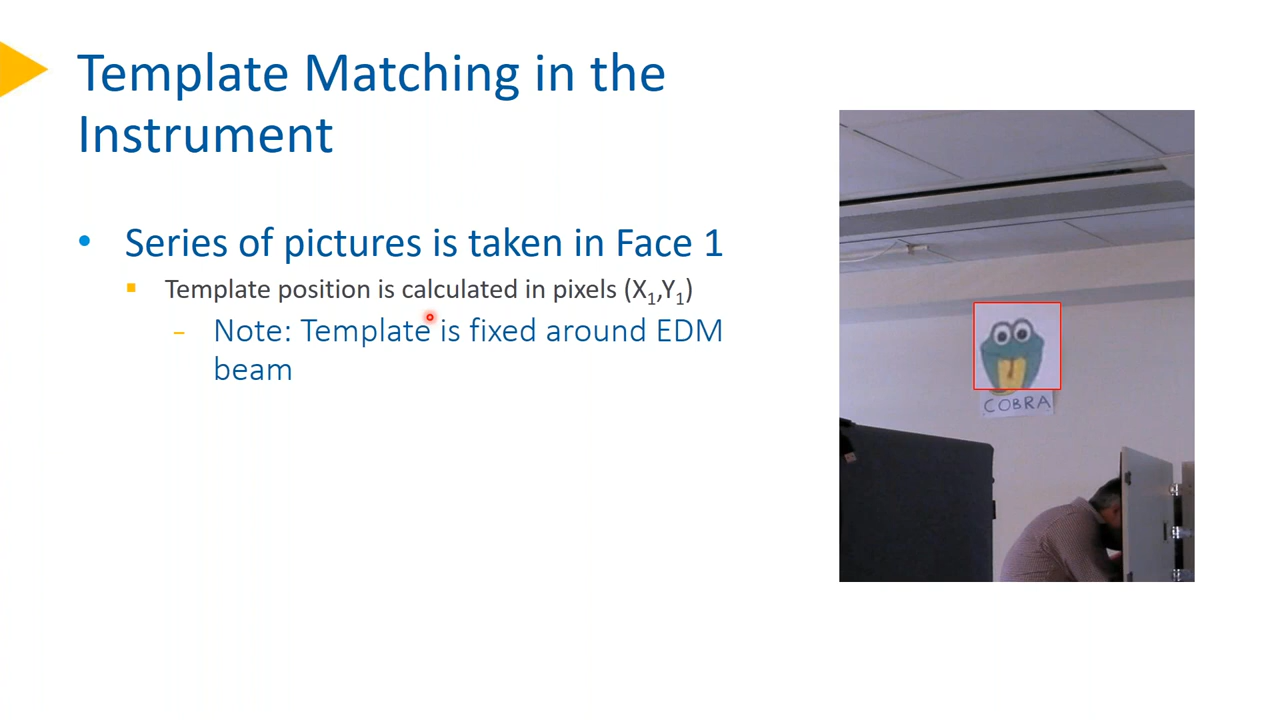 Template Matching in the
Instrument
• Series of pictures is taken in Face 1
▪ Template position is calculated in pixels (X₁,Y₁)
– Note: Template is fixed around EDM
beam
COBRA